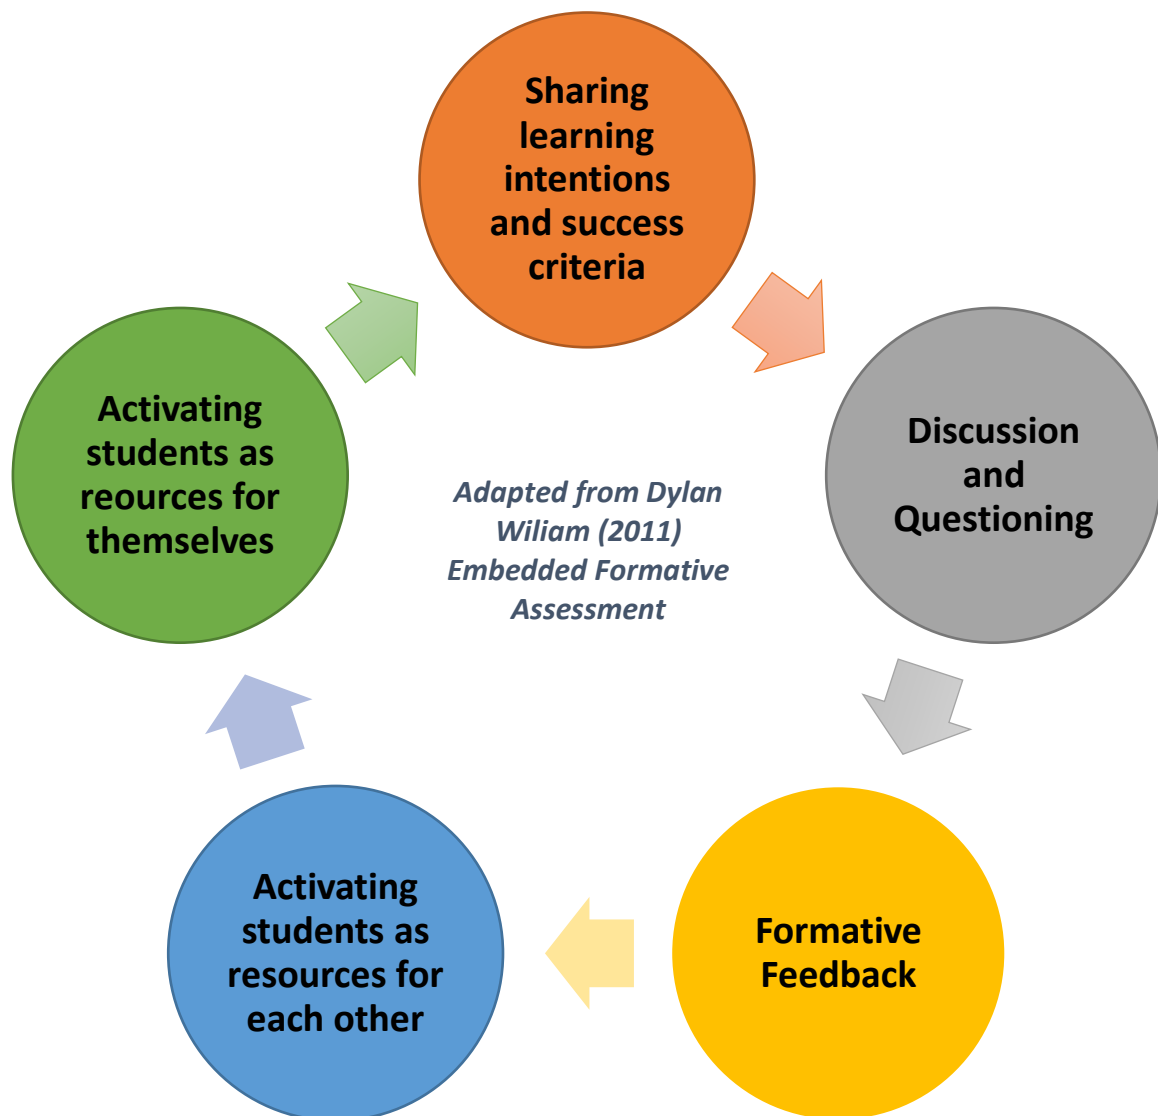 Sharing
learning
intentions
and success
criteria
Discussion
and
Questioning
Formative
Feedback
Activating
students as
resources for
each other
Activating
students as
reources for
themselves
Adapted from Dylan
Wiliam (2011)
Embedded Formative
Assessment